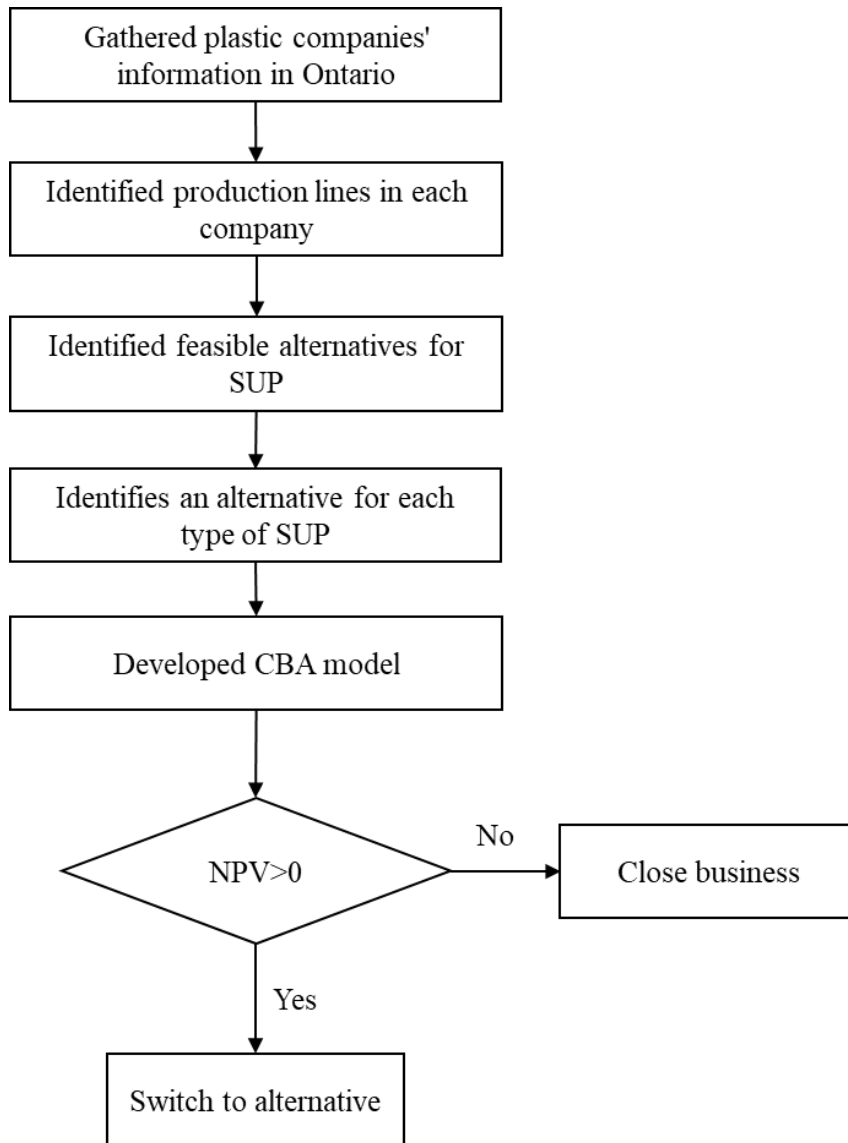 Gathered plastic companies'
information in Ontario
Identified production lines in each
company
Identified feasible alternatives for
SUP
Identifies an alternative for each
type of SUP
Developed CBA model
NPV>0
No
Close business
Yes
Switch to alternative